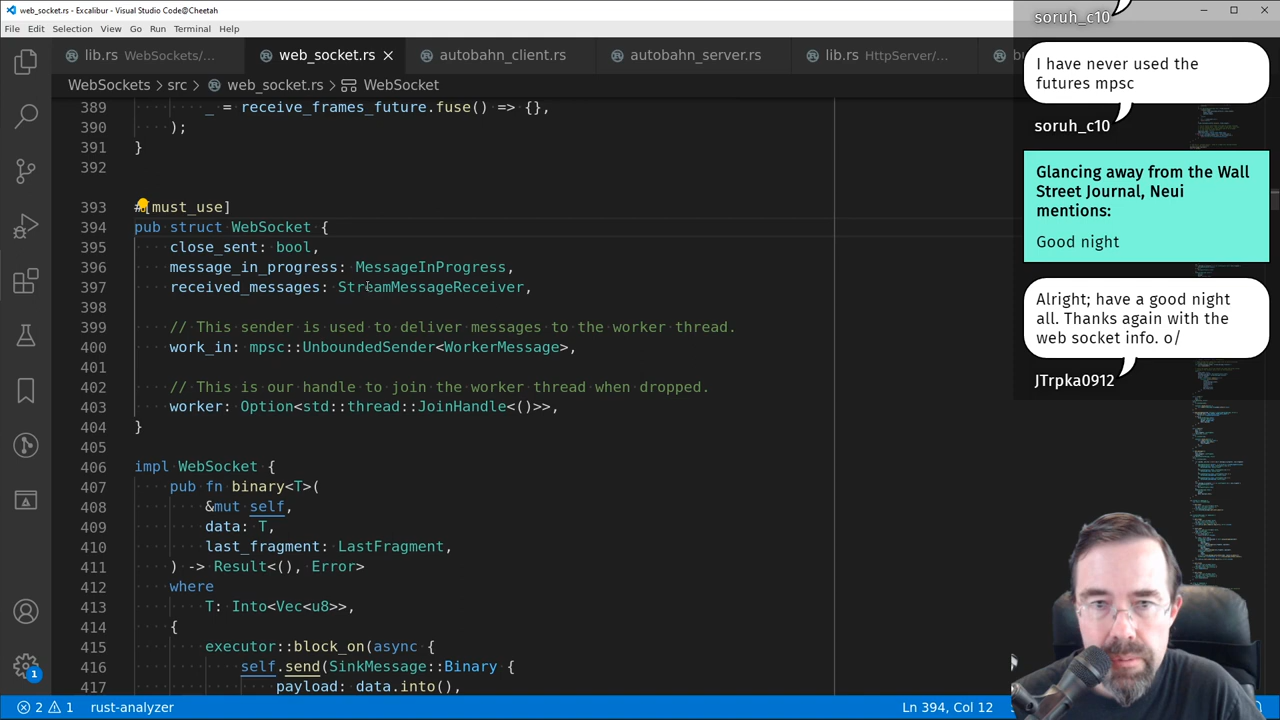 web_socket.rs - Excalibur - Visual Studio Code@Cheetah
File Edit Selection View Go Run Terminal Help
lib.rs WebSockets/... web_socket.rs autobahn_client.rs autobahn_server.rs lib.rs HttpServer/...
WebSockets > src > web_socket.rs > WebSocket
389 _ = receive_frames_future.fuse() => {},
390 );
391 }
392
393 #[must_use]
394 pub struct WebSocket {
395 close_sent: bool,
396 message_in_progress: MessageInProgress,
397 received_messages: StreamMessageReceiver,
398
399 // This sender is used to deliver messages to the worker thread.
400 work_in: mpsc::UnboundedSender<WorkerMessage>,
401
402 // This is our handle to join the worker thread when dropped.
403 worker: Option<std::thread::JoinHandle<()>>,
404 }
405
406 impl WebSocket {
407 pub fn binary<T>(
408 &mut self,
409 data: T,
410 last_fragment: LastFragment,
411 ) -> Result<(), Error>
412 where
413 T: Into<Vec<u8>>,
414 {
415 executor::block_on(async {
416 self.send(SinkMessage::Binary {
417 payload: data.into(),
soruh_c10
I have never used the
futures mpsc
soruh_c10
Glancing away from the Wall
Street Journal, Neui
mentions:
Good night
Alright; have a good night
all. Thanks again with the
web socket info. o/
JTrpka0912
1
2 1 rust-analyzer Ln 394, Col 12